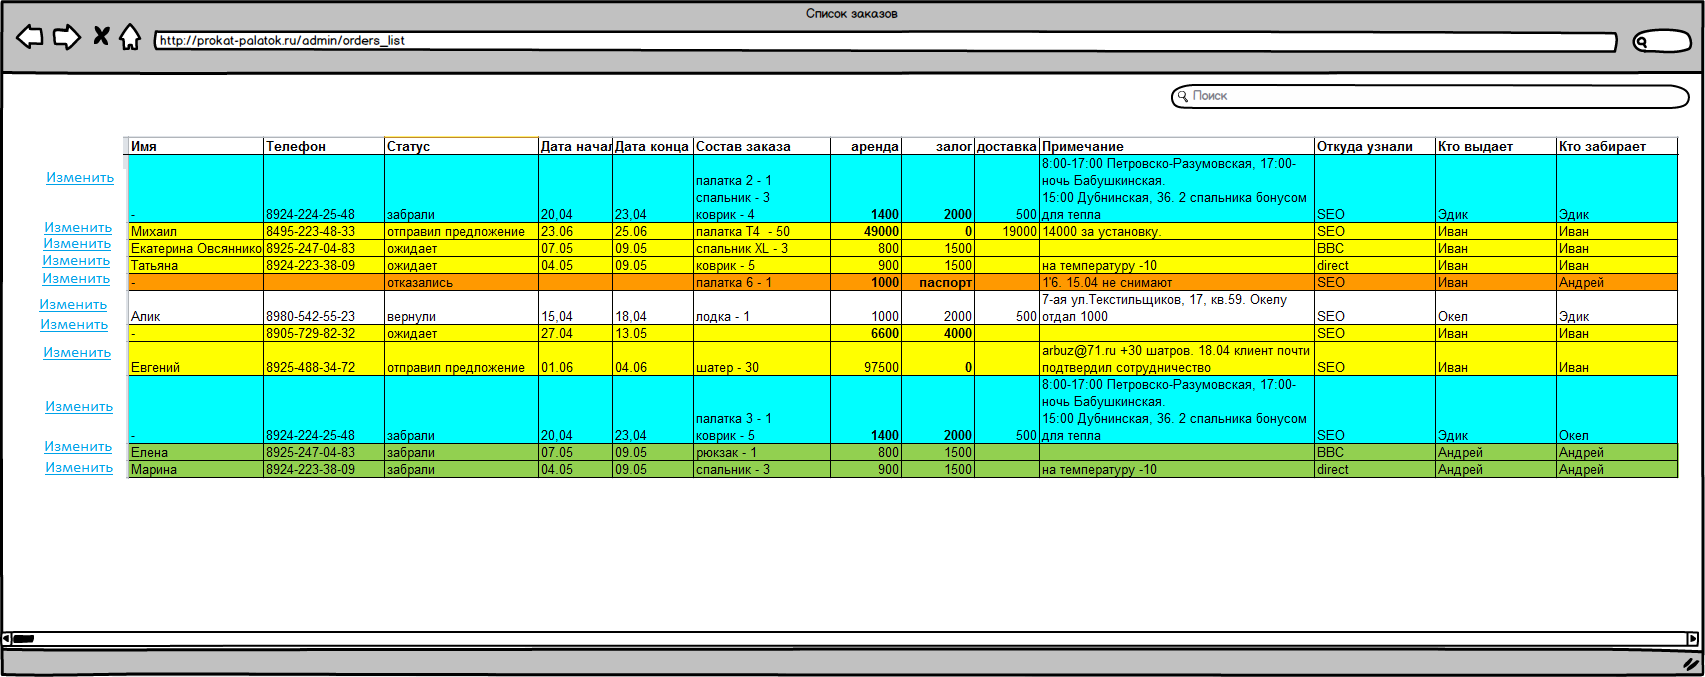 Список заказов
http://prokat-palatok.ru/admin/orders_list
Поиск
Имя Телефон Статус Дата начал Дата конца Состав заказа аренда залог доставка Примечание Откуда узнали Кто выдает Кто забирает
8:00-17:00 Петровско-Разумовская, 17:00-
Изменить палатка 2 - 1 ночь Бабушкинская.
спальник - 3 15:00 Дубнинская, 36. 2 спальника бонусом
- 8924-224-25-48 забрали 20,04 23,04 коврик - 4 1400 2000 500 для тепла SEO Эдик Эдик
Изменить Михаил 8495-223-48-33 отправил предложение 23.06 25.06 палатка Т4 - 50 49000 0 19000 14000 за установку. SEO Иван Иван
Изменить Екатерина Овсяннико 8925-247-04-83 ожидает 07.05 09.05 спальник XL - 3 800 1500 BBC Иван Иван
Изменить Татьяна 8924-223-38-09 ожидает 04.05 09.05 коврик - 5 900 1500 на температуру -10 direct Иван Иван
Изменить - отказались палатка 6 - 1 1000 паспорт 1'6. 15.04 не снимают SEO Иван Андрей
Изменить 7-ая ул.Текстильщиков, 17, кв.59. Окелу
Алик 8980-542-55-23 вернули 15,04 18,04 лодка - 1 1000 2000 500 отдал 1000 SEO Окел Эдик
Изменить - 8905-729-82-32 ожидает 27.04 13.05 6600 4000 SEO Иван Иван
Изменить arbuz@71.ru +30 шатров. 18.04 клиент почти
Евгений 8925-488-34-72 отправил предложение 01.06 04.06 шатер - 30 97500 0 подтвердил сотрудничество SEO Иван Иван
8:00-17:00 Петровско-Разумовская, 17:00-
Изменить ночь Бабушкинская.
палатка 3 - 1 15:00 Дубнинская, 36. 2 спальника бонусом
- 8924-224-25-48 забрали 20,04 23,04 коврик - 5 1400 2000 500 для тепла SEO Эдик Окел
Изменить Елена 8925-247-04-83 забрали 07.05 09.05 рюкзак - 1 800 1500 BBC Андрей Андрей
Изменить Марина 8924-223-38-09 забрали 04.05 09.05 спальник - 3 900 1500 на температуру -10 direct Андрей Андрей